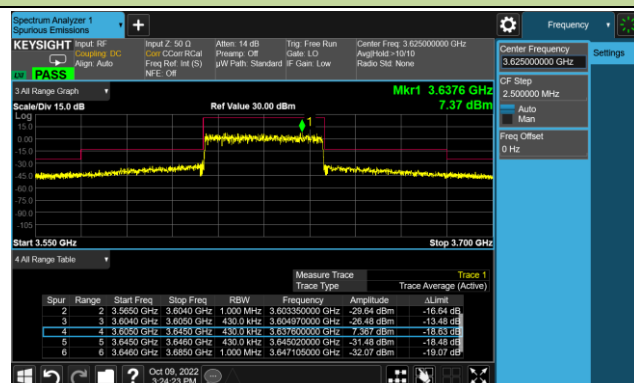 Spectrum Analyzer 1
Spurious Emissions
Frequency
KEYSIGHT Input: RF Input Z: 50 Ω Atten: 14 dB Trig: Free Run Center Freq: 3.625000000 GHz
Coupling: DC Corr CCorr RCal Preamp: Off Gate: LO Avg|Hold:>10/10
Align: Auto Freq Ref: Int (S) µW Path: Standard IF Gain: Low Radio Std: None
NFE: Off
PASS
Center Frequency
3.625000000 GHz
Settings
CF Step
2.500000 MHz
Auto
Man
Freq Offset
0 Hz
3 All Range Graph
Mkr1 3.6376 GHz
Scale/Div 15.0 dB Ref Value 30.00 dBm 7.37 dBm
Log
15.0
0.00
-15.0
-30.0
-45.0
-60.0
-75.0
-90.0
-105
1
Start 3.550 GHz Stop 3.700 GHz
4 All Range Table
Measure Trace Trace 1
Trace Type Trace Average (Active)
Spur Range Start Freq Stop Freq RBW Frequency Amplitude ΔLimit
2 2 3.5650 GHz 3.6040 GHz 1.000 MHz 3.603350000 GHz -29.64 dBm -16.64 dB
3 3 3.6040 GHz 3.6050 GHz 430.0 kHz 3.604970000 GHz -26.48 dBm -13.48 dB
4 4 3.6050 GHz 3.6450 GHz 430.0 kHz 3.637600000 GHz 7.367 dBm -18.63 dB
5 5 3.6450 GHz 3.6460 GHz 430.0 kHz 3.645020000 GHz -31.48 dBm -18.48 dB
6 6 3.6460 GHz 3.6850 GHz 1.000 MHz 3.647105000 GHz -32.07 dBm -19.07 dB
Oct 09, 2022
3:24:23 PM